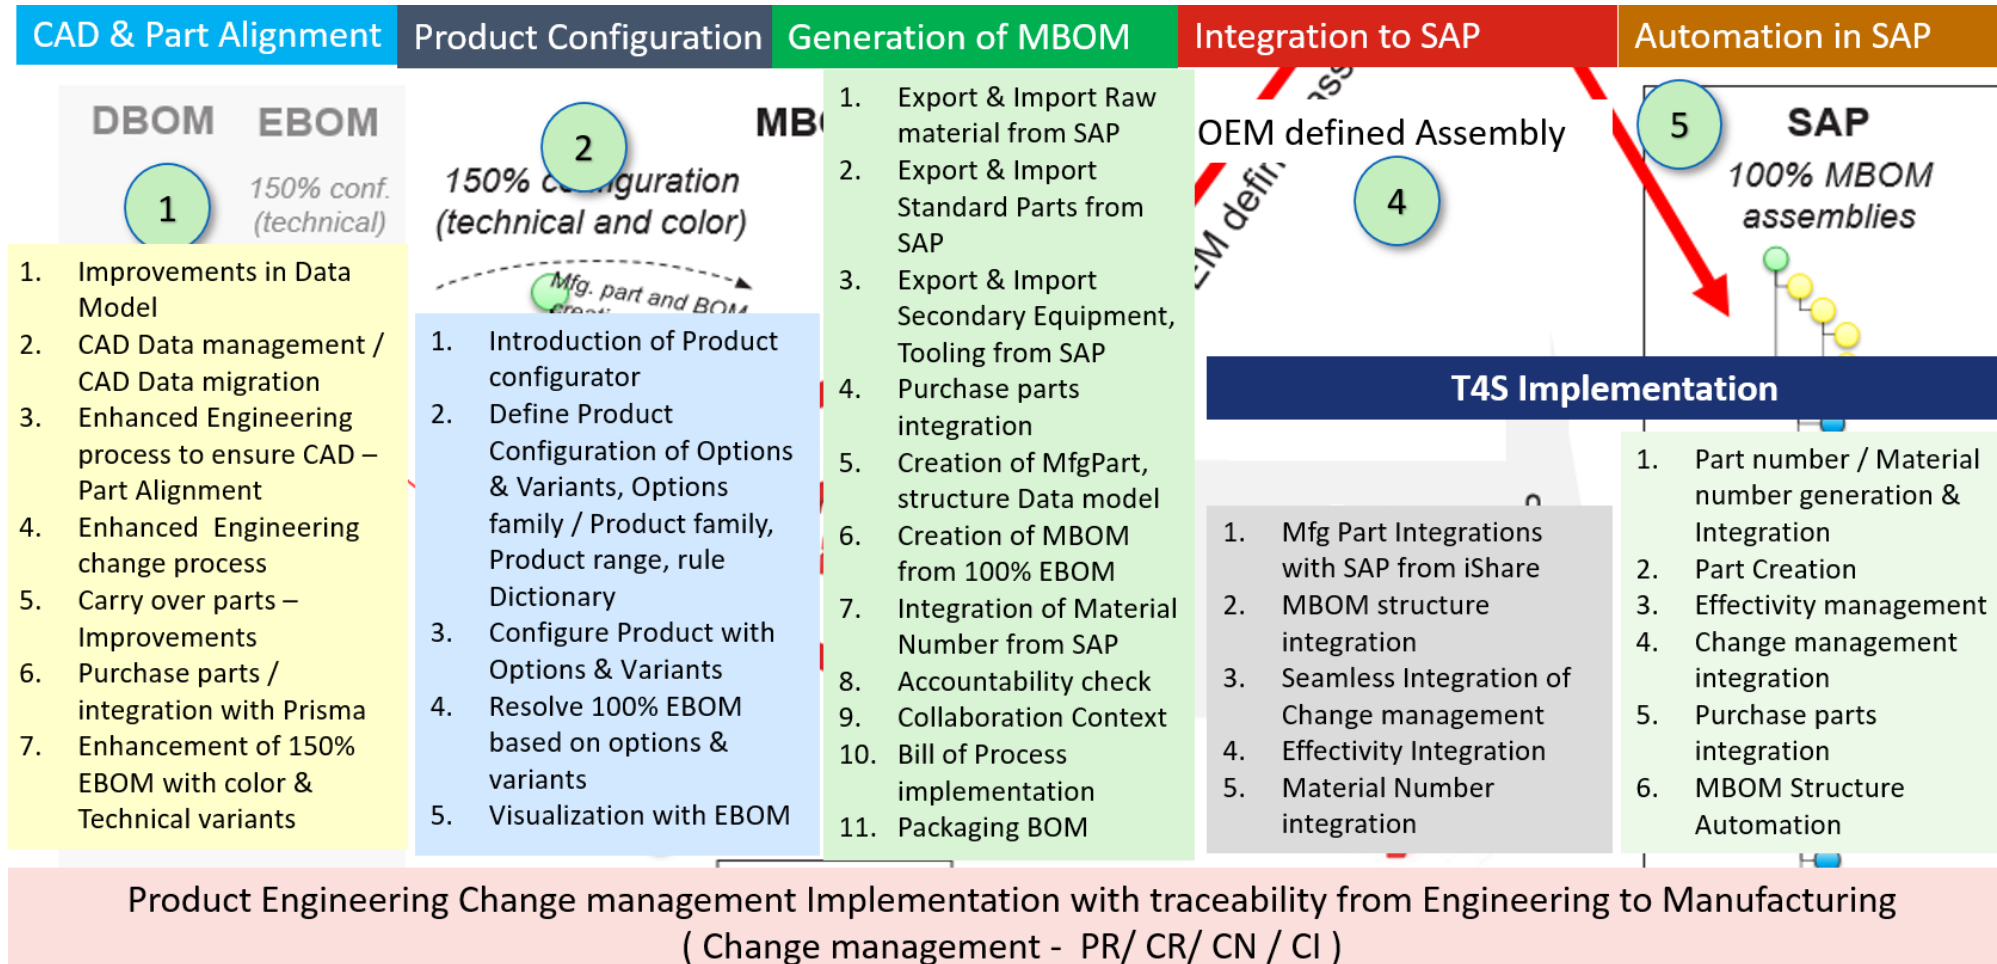 CAD & Part Alignment
Product Configuration
Generation of MBOM
Integration to SAP
Automation in SAP
DBOM
EBOM
1
150% conf.
(technical)
1. Improvements in Data
Model
2. CAD Data management /
CAD Data migration
3. Enhanced Engineering
process to ensure CAD –
Part Alignment
4. Enhanced  Engineering
change process
5. Carry over parts –
Improvements
6. Purchase parts /
integration with Prisma
7. Enhancement of 150%
EBOM with color &
Technical variants
2
150%
(technical and color)
Mfg. part and BOM
1. Introduction of Product
configurator
2. Define Product
Configuration of Options
& Variants, Options
family / Product family,
Product range, rule
Dictionary
3. Configure Product with
Options & Variants
4. Resolve 100% EBOM
based on options &
variants
5. Visualization with EBOM
1. Export & Import Raw
material from SAP
2. Export & Import
Standard Parts from
SAP
3. Export & Import
Secondary Equipment,
Tooling from SAP
4. Purchase parts
integration
5. Creation of MfgPart,
structure Data model
6. Creation of MBOM
from 100% EBOM
7. Integration of Material
Number from SAP
8. Accountability check
9. Collaboration Context
10. Bill of Process
implementation
11. Packaging BOM
OEM defined Assembly
4
5
SAP
100% MBOM
assemblies
T4S Implementation
1. Mfg Part Integrations
with SAP from iShare
2. MBOM structure
integration
3. Seamless Integration of
Change management
4. Effectivity Integration
5. Material Number
integration
1. Part number / Material
number generation &
Integration
2. Part Creation
3. Effectivity management
4. Change management
integration
5. Purchase parts
integration
6. MBOM Structure
Automation
Product Engineering Change management Implementation with traceability from Engineering to Manufacturing
( Change management -  PR/ CR/ CN / CI )